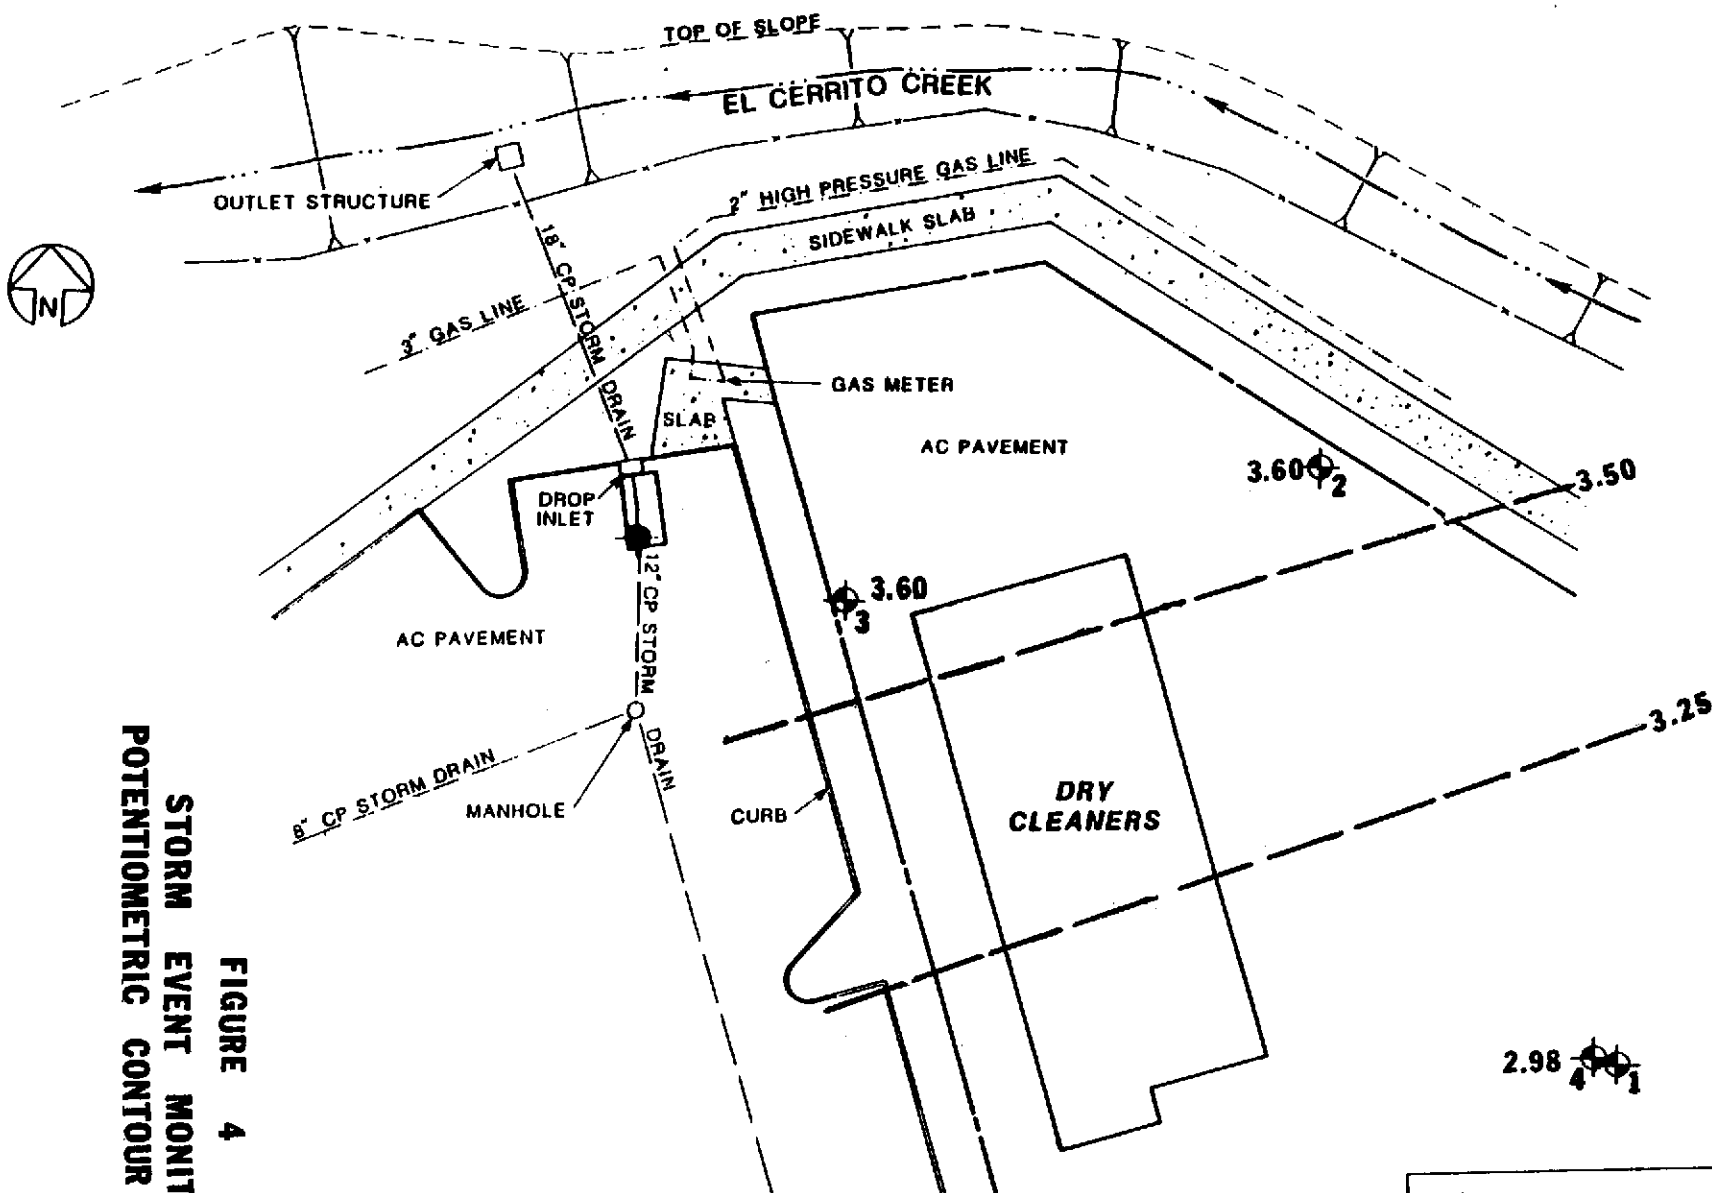 TOP OF SLOPE
EL CERRITO CREEK
OUTLET STRUCTURE
2" HIGH PRESSURE GAS LINE
SIDEWALK SLAB
18" CP STORM DRAIN
N
3" GAS LINE
GAS METER
SLAB
AC PAVEMENT
3.60
2
3.50
DROP
INLET
3.60
3
12" CP STORM DRAIN
AC PAVEMENT
3.25
8" CP STORM DRAIN
MANHOLE
CURB
DRY
CLEANERS
2.98
4
1
FIGURE 4
STORM EVENT MONIT
POTENTIOMETRIC CONTOUR